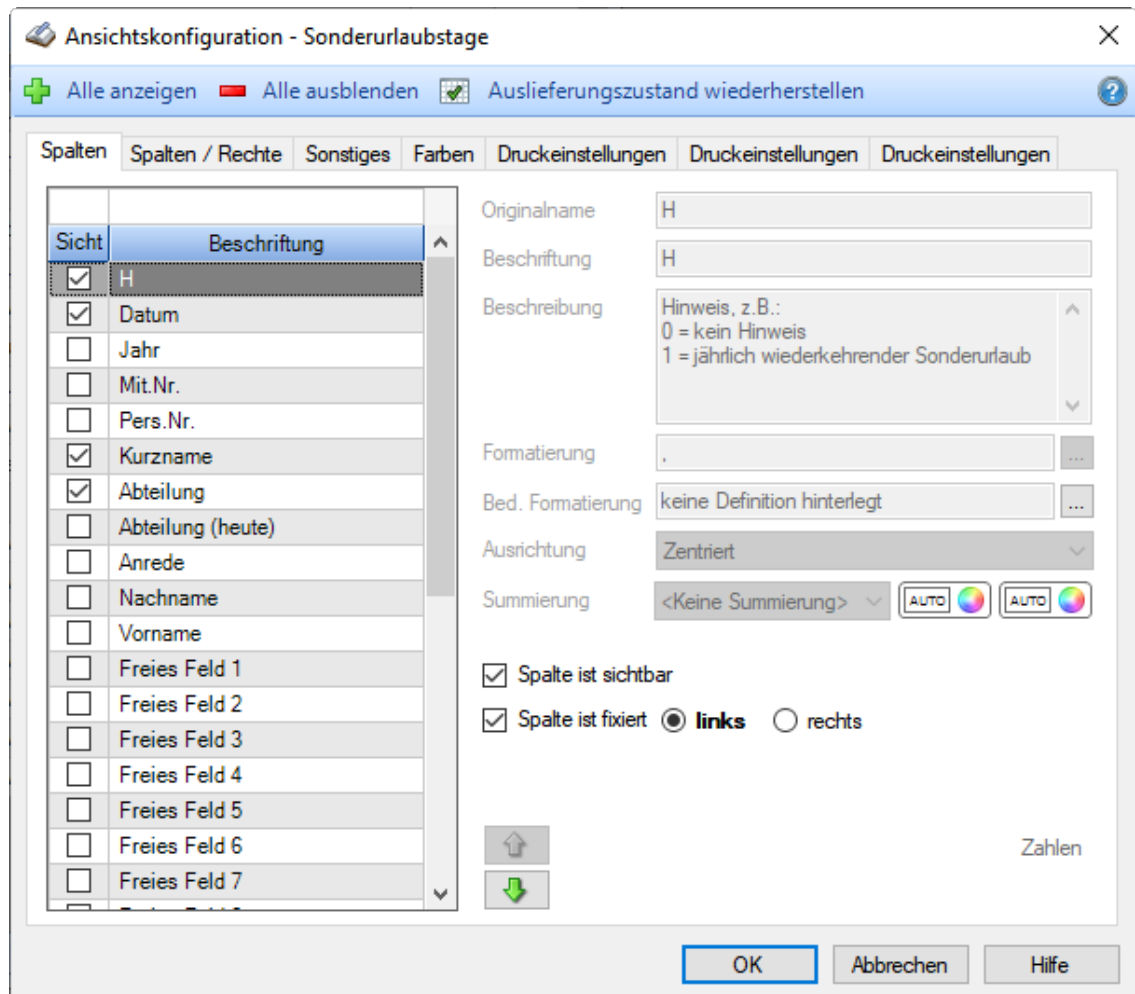 Ansichtskonfiguration - Sonderurlaubstage
Alle anzeigen Alle ausblenden Auslieferungszustand wiederherstellen
Spalten Spalten / Rechte Sonstiges Farben Druckeinstellungen Druckeinstellungen Druckeinstellungen
Sicht Beschriftung
H
Datum
Jahr
Mit.Nr.
Pers.Nr.
Kurzname
Abteilung
Abteilung (heute)
Anrede
Nachname
Vorname
Freies Feld 1
Freies Feld 2
Freies Feld 3
Freies Feld 4
Freies Feld 5
Freies Feld 6
Freies Feld 7
Originalname H
Beschriftung H
Beschreibung Hinweis, z.B.:
0 = kein Hinweis
1 = jährlich wiederkehrender Sonderurlaub
Formatierung , ...
Bed. Formatierung keine Definition hinterlegt ...
Ausrichtung Zentriert
Summierung <Keine Summierung> AUTO AUTO
Spalte ist sichtbar
Spalte ist fixiert links rechts
Zahlen
OK Abbrechen Hilfe